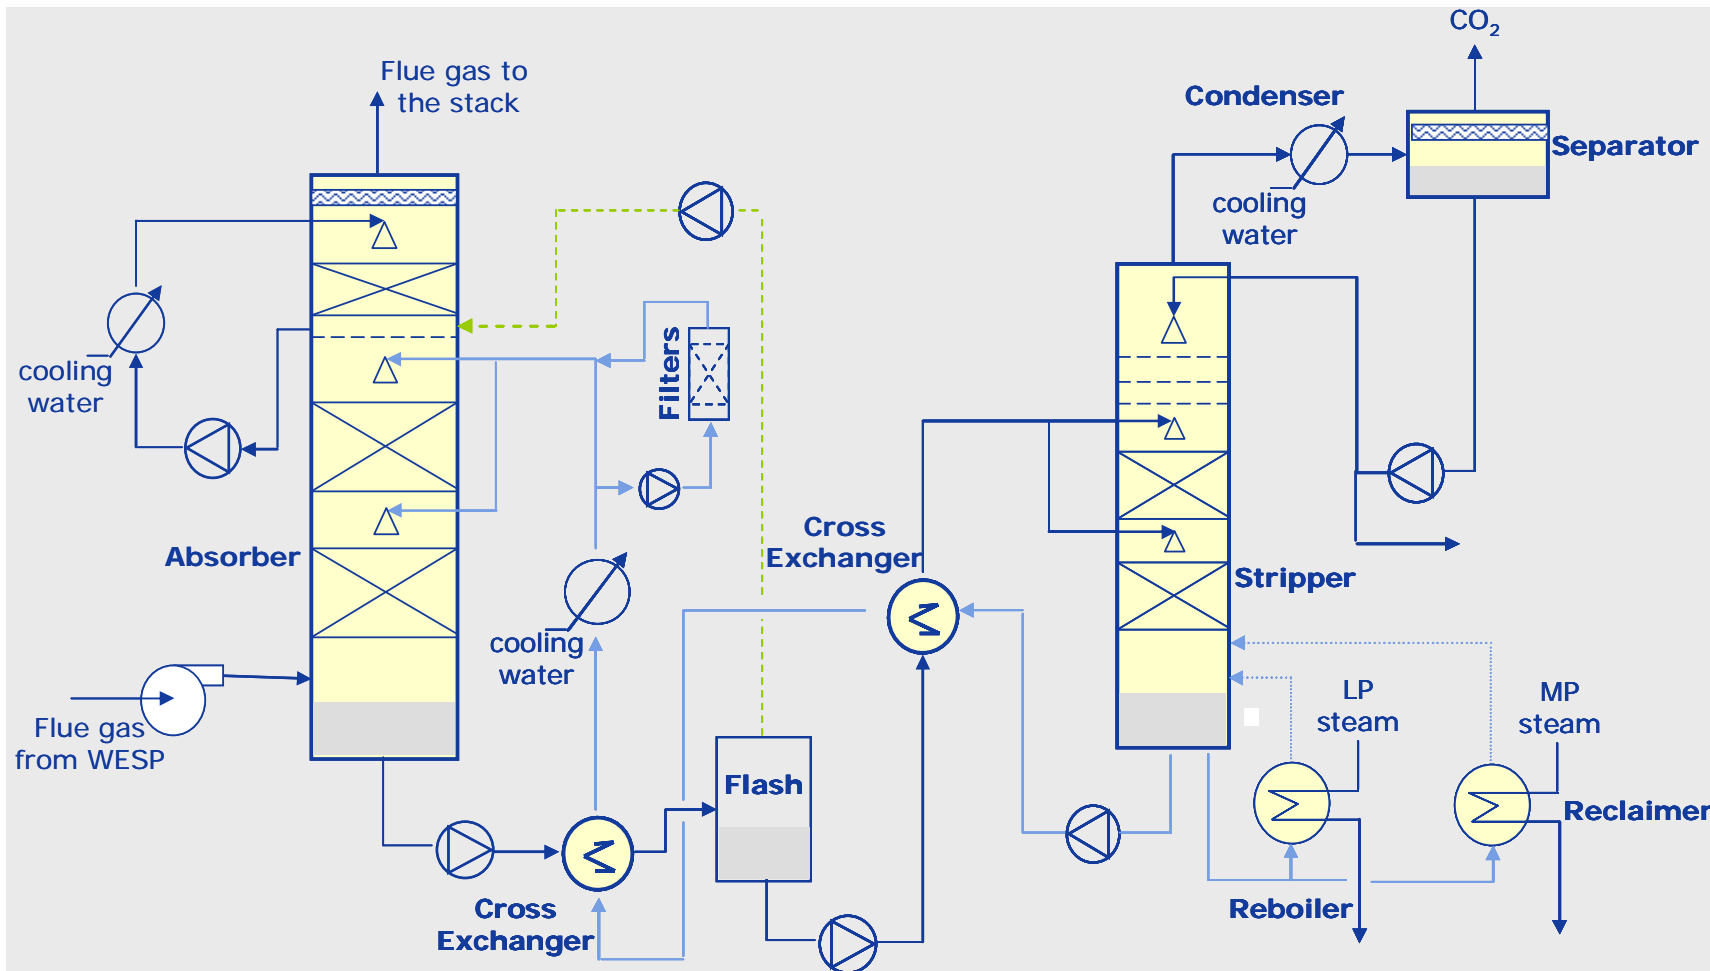 CO₂
Flue gas to
the stack
Condenser
Separator
cooling
water
cooling
water
Filters
Cross
Exchanger
Absorber
Stripper
cooling
water
LP
steam
MP
steam
Flue gas
from WESP
Flash
Reclaimer
Cross
Exchanger
Reboiler